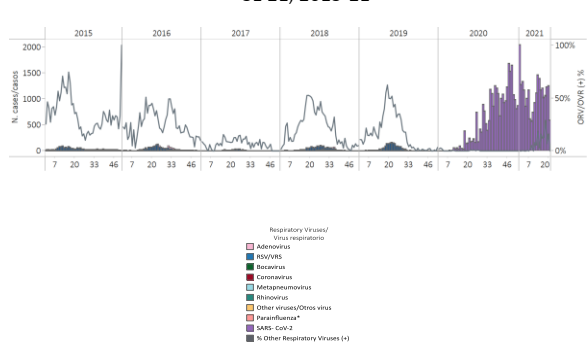 2015 2016 2017 2018 2019 2020 2021
2000 100%
1500
1000 50%
500
0 0%
N. cases/casos
ORV/OVR (+) %
7 20 33 46 7 20 33 46 7 20 33 46 7 20 33 46 7 20 33 46 7 20 33 46 7 20
Respiratory Viruses/
Virus respiratorio
Adenovirus
RSV/VRS
Bocavirus
Coronavirus
Metapneumovirus
Rhinovirus
Other viruses/Otros virus
Parainfluenza*
SARS- CoV-2
% Other Respiratory Viruses (+)